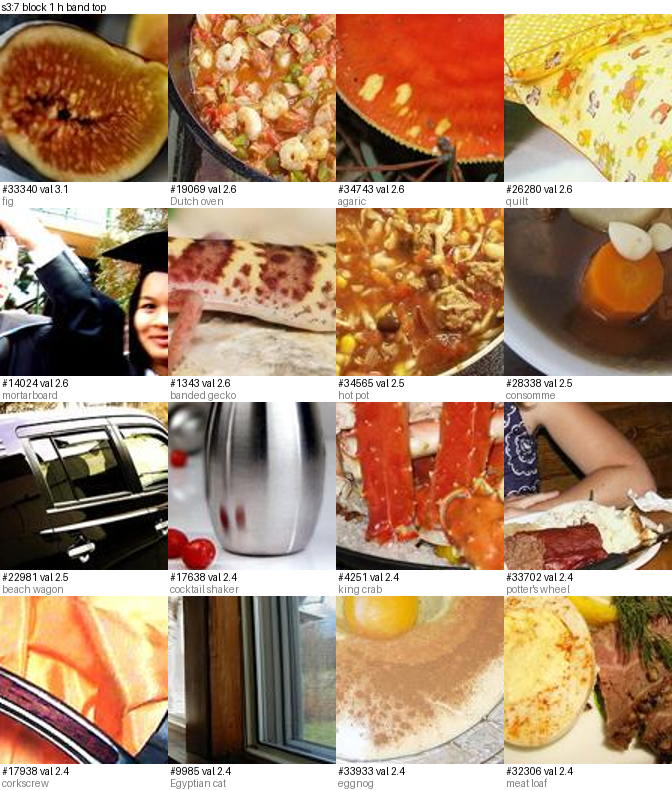 s3:7 block 1 h band top
#33340 val 3.1
fig
#19069 val 2.6
Dutch oven
#34743 val 2.6
agaric
#26280 val 2.6
quilt
#14024 val 2.6
mortarboard
#1343 val 2.6
banded gecko
#34565 val 2.5
hot pot
#28338 val 2.5
consomme
#22981 val 2.5
beach wagon
#17638 val 2.4
cocktail shaker
#4251 val 2.4
king crab
#33702 val 2.4
potter's wheel
#17938 val 2.4
corkscrew
#9985 val 2.4
Egyptian cat
#33933 val 2.4
eggnog
#32306 val 2.4
meat loaf